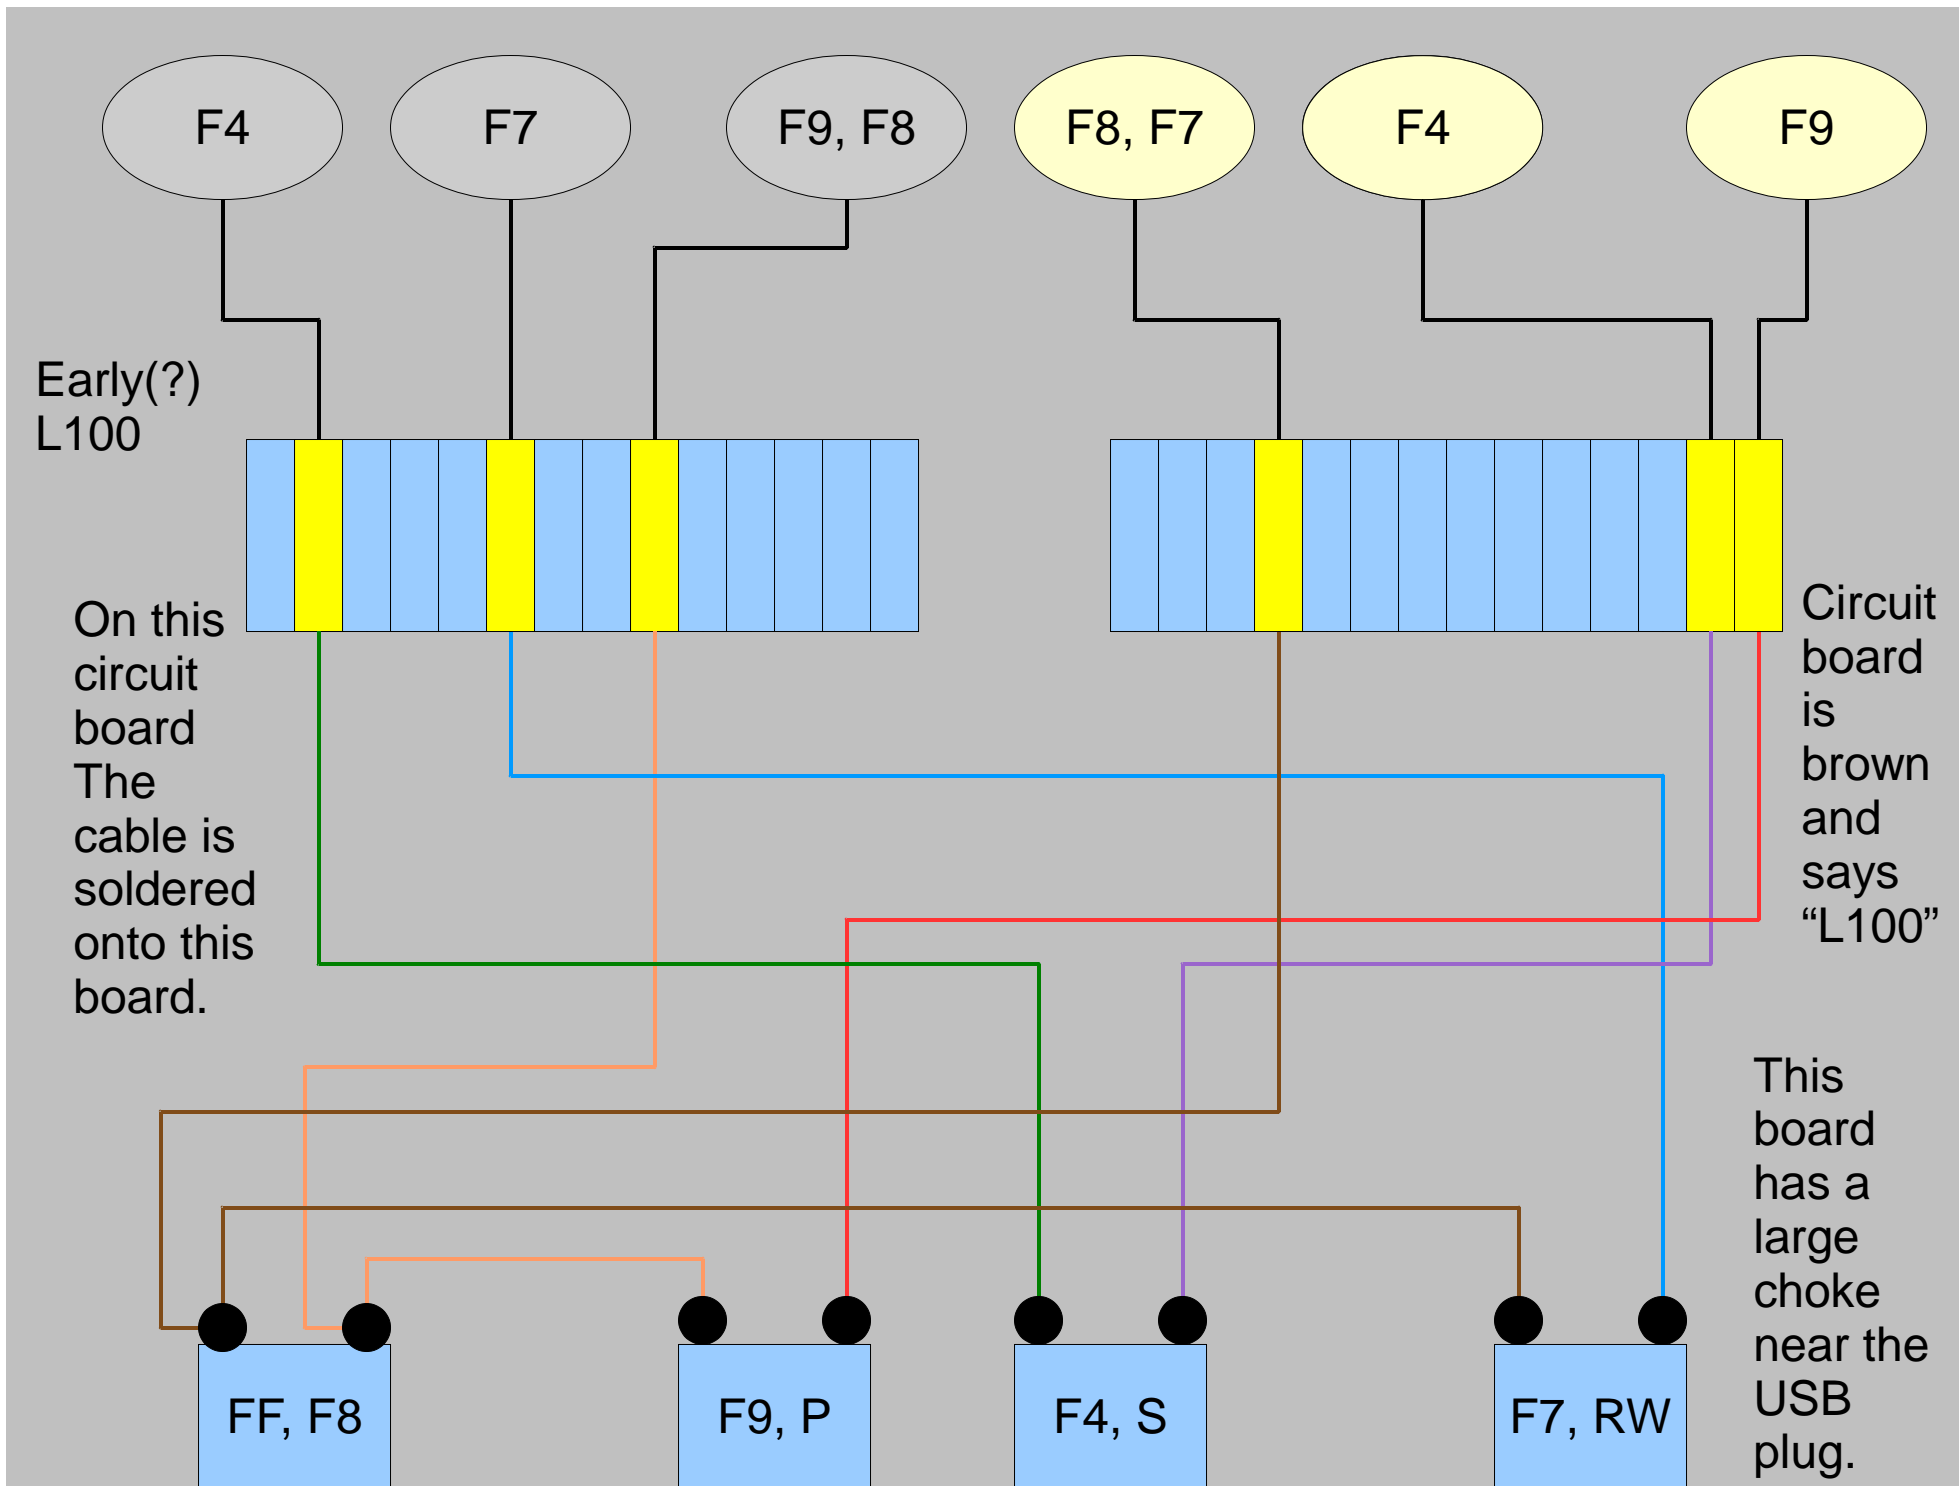 F4
F7
F9, F8
F8, F7
F4
F9
Early(?)
L100
On this
circuit
board
The
cable is
soldered
onto this
board.
Circuit
board
is
brown
and
says
“L100”
This
board
has a
large
choke
near the
USB
plug.
FF, F8
F9, P
F4, S
F7, RW